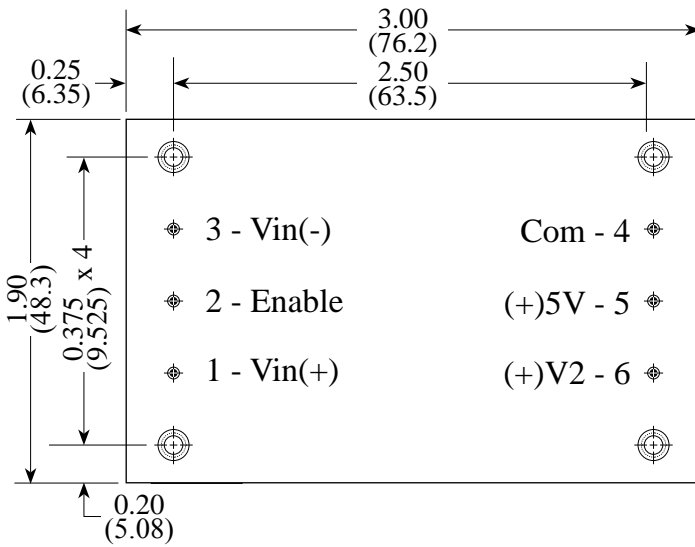 3.00
(76.2)
0.25
(6.35)
2.50
(63.5)
3 - Vin(-)
Com - 4
2 - Enable
(+)5V - 5
1 - Vin(+)
(+)V2 - 6
1.90
(48.3)
0.375
(9.525)
x 4
0.20
(5.08)